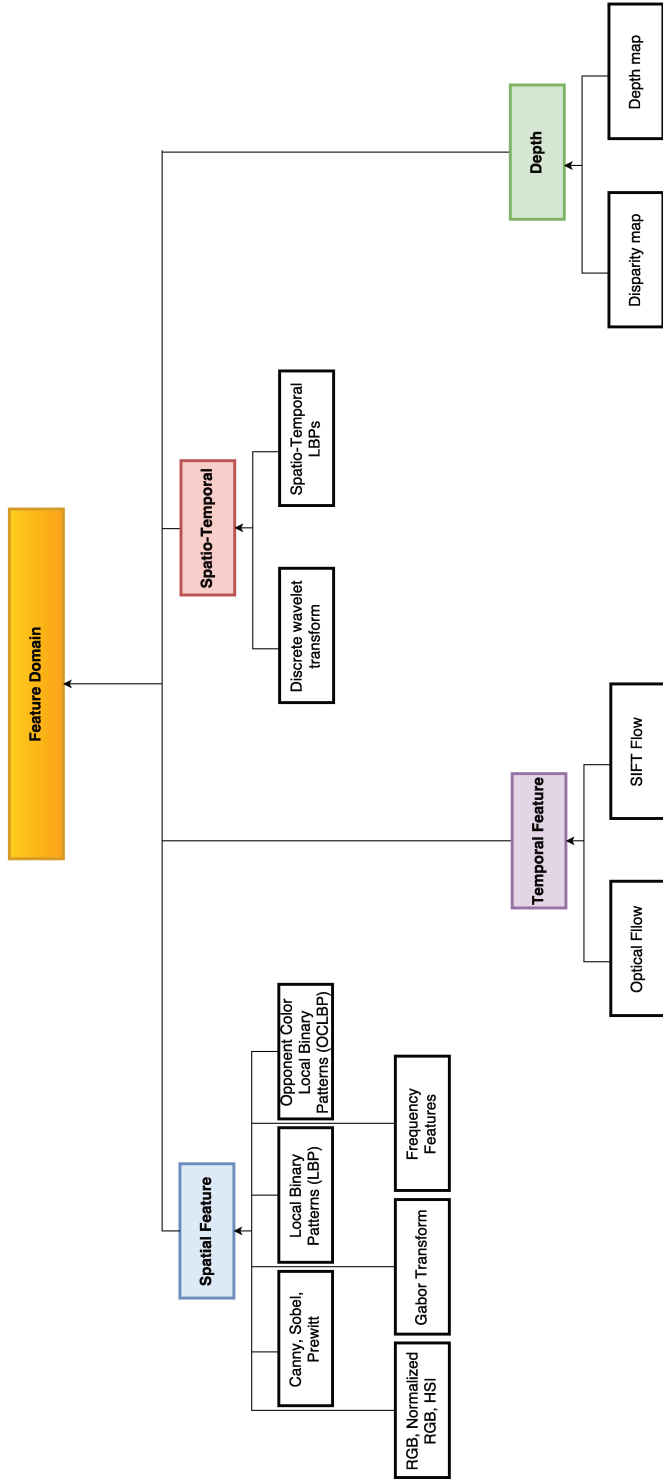 Feature Domain
Spatial Feature
Canny, Sobel,
Prewitt
Local Binary
Patterns (LBP)
Opponent Color
Local Binary
Patterns (OCLBP)
RGB, Normalized
RGB, HSI
Gabor Transform
Frequency
Features
Temporal Feature
Optical Fllow
SIFT Flow
Spatio-Temporal
Discrete wavelet
transform
Spatio-Temporal
LBPs
Depth
Disparity map
Depth map